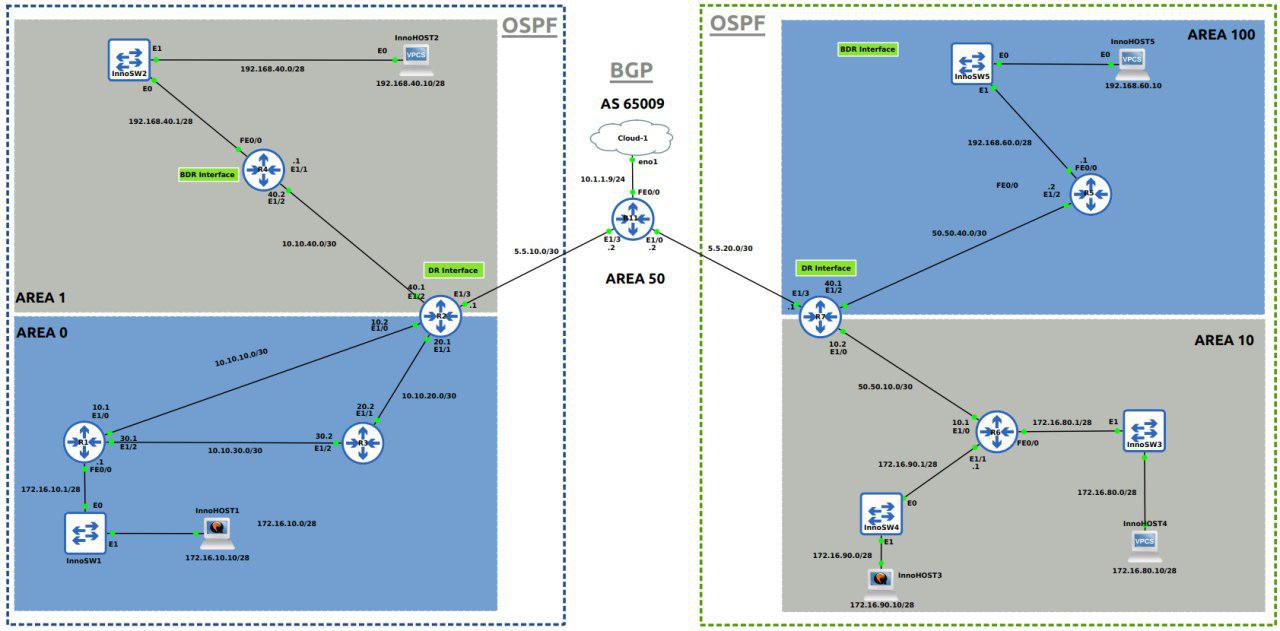 OSPF
InnoSW2
E1
E0
192.168.40.0/28
E0
InnoHOST2
VPCS
192.168.40.10/28
192.168.40.1/28
FE0/0
BDR Interface
R4
.1
E1/1
40.2
E1/2
10.10.40.0/30
DR Interface
AREA 1
40.1
E1/2
E1/3
.1
R2
AREA 0
10.2
E1/0
20.1
E1/1
10.10.10.0/30
10.10.20.0/30
10.1
E1/0
R1
30.1
E1/2
.1
FE0/0
10.10.30.0/30
20.2
E1/1
30.2
E1/2
R3
172.16.10.1/28
E0
InnoSW1
E1
InnoHOST1
172.16.10.0/28
172.16.10.10/28
BGP
AS 65009
Cloud-1
eno1
10.1.1.9/24
FE0/0
R11
E1/3
.2
E1/0
.2
5.5.10.0/30
5.5.20.0/30
AREA 50
OSPF
AREA 100
BDR Interface
InnoSW5
E0
E1
E0
InnoHOST5
VPCS
192.168.60.10
192.168.60.0/28
.1
FE0/0
FE0/0
.2
E1/2
R5
50.50.40.0/30
DR Interface
E1/3
.1
40.1
E1/2
R7
10.2
E1/0
AREA 10
50.50.10.0/30
10.1
E1/0
R6
FE0/0
E1/1
.1
172.16.80.1/28
E1
InnoSW3
172.16.90.1/28
E0
InnoSW4
E1
172.16.80.0/28
InnoHOST4
VPCS
172.16.80.10/28
172.16.90.0/28
InnoHOST3
172.16.90.10/28